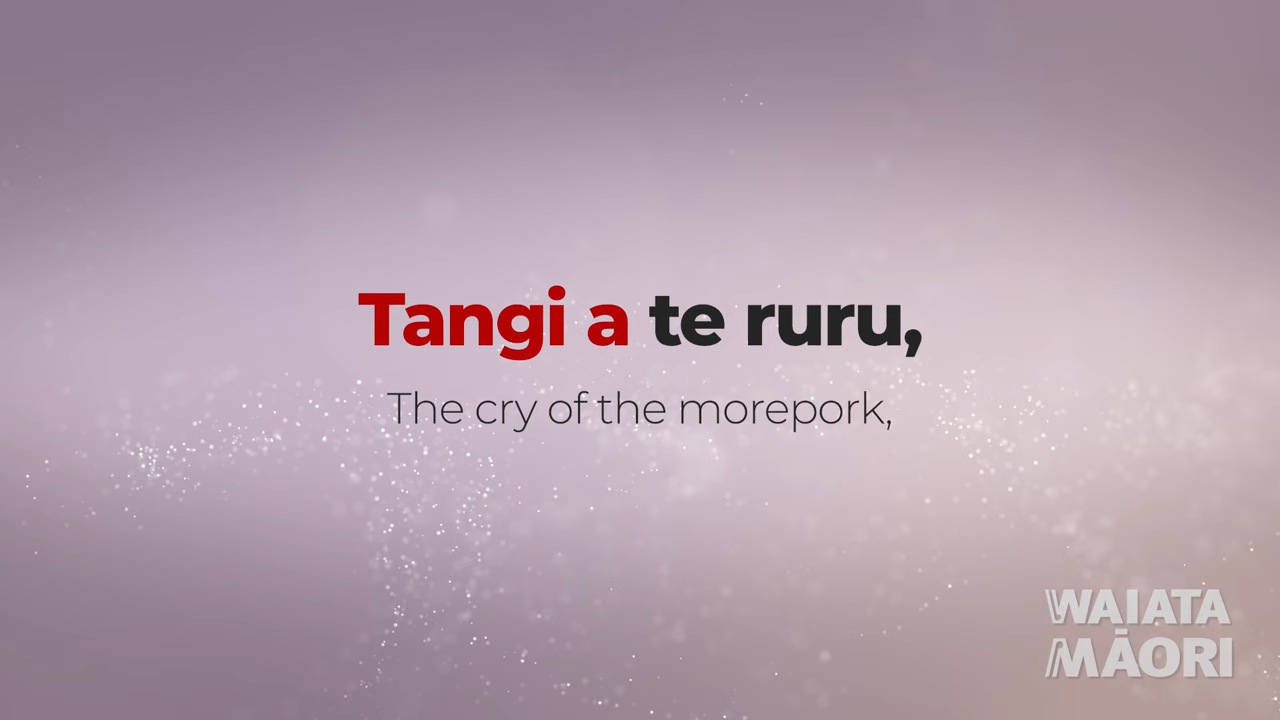 Tangi a te ruru,
The cry of the morepork,
WAIATA
MĀORI